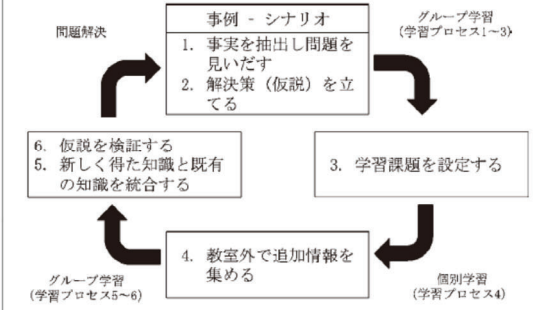 問題解決
事例 - シナリオ
1. 事実を抽出し問題を
見いだす
2. 解決策（仮説）を立
てる
グループ学習
(学習プロセス1～3)
6. 仮説を検証する
5. 新しく得た知識と既有
の知識を統合する
3. 学習課題を設定する
4. 教室外で追加情報を
集める
グループ学習
(学習プロセス5～6)
個別学習
(学習プロセス4)